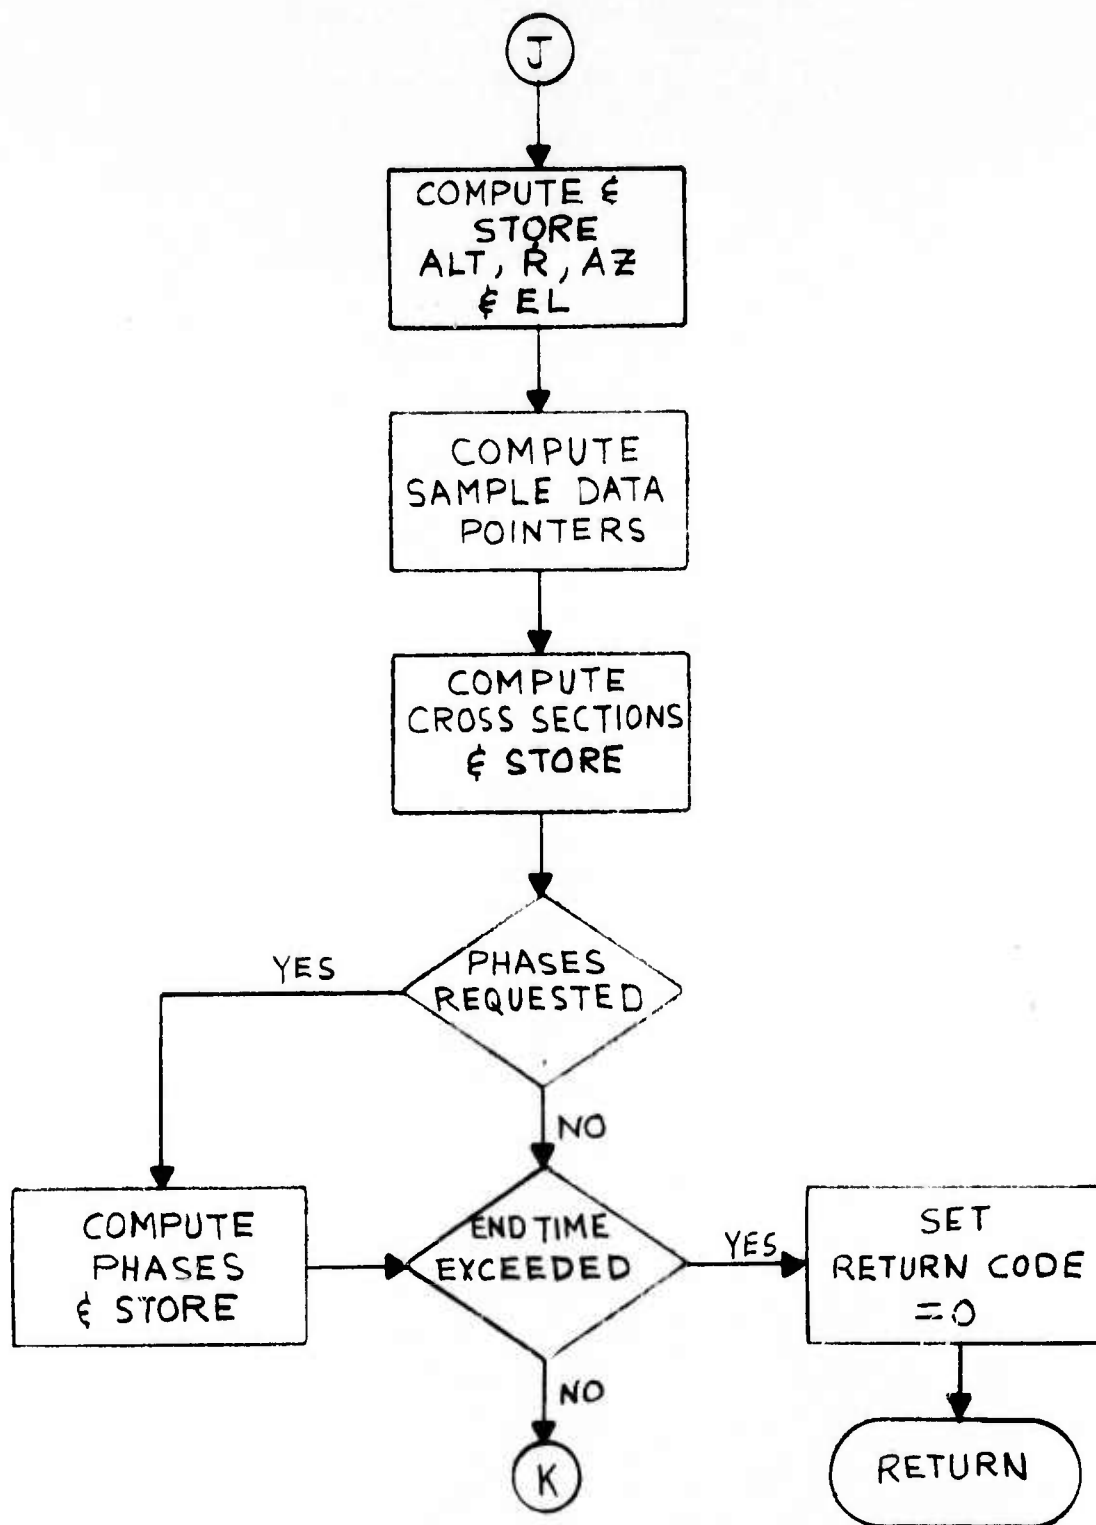 J
COMPUTE &
STORE
ALT, R, AZ
& EL
COMPUTE
SAMPLE DATA
POINTERS
COMPUTE
CROSS SECTIONS
& STORE
PHASES
REQUESTED
YES
NO
COMPUTE
PHASES
& STORE
END TIME
EXCEEDED
YES
SET
RETURN CODE
=0
NO
K
RETURN